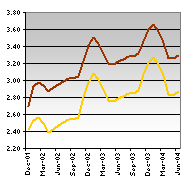 3.80
3.60
3.40
3.20
3.00
2.80
2.60
2.40
2.20
Dec-01
Mar-02
Jun-02
Sep-02
Dec-02
Mar-03
Jun-03
Sep-03
Dec-03
Mar-04
Jun-04